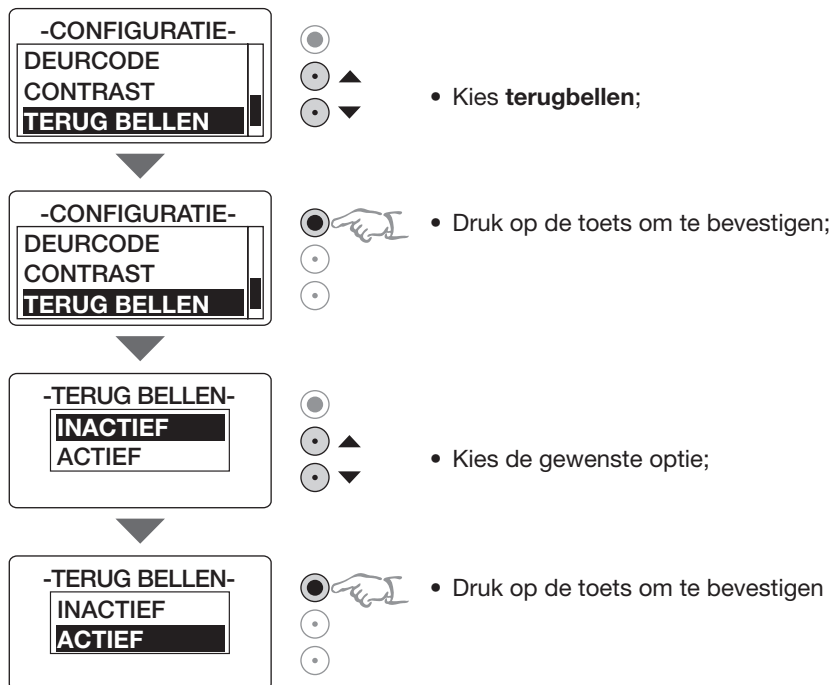 -CONFIGURATIE-
DEURCODE
CONTRAST
TERUG BELLEN
• Kies terugbellen;
-CONFIGURATIE-
DEURCODE
CONTRAST
TERUG BELLEN
• Druk op de toets om te bevestigen;
-TERUG BELLEN-
INACTIEF
ACTIEF
• Kies de gewenste optie;
-TERUG BELLEN-
INACTIEF
ACTIEF
• Druk op de toets om te bevestigen